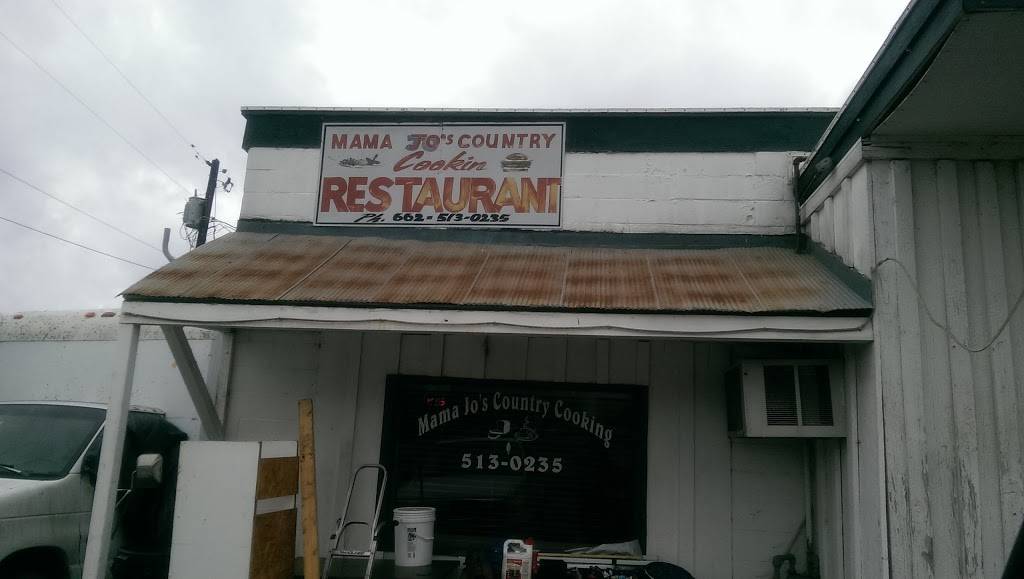 MAMA JO'S COUNTRY
Cookin
RESTAURANT
Ph. 662-513-0235
Mama Jo's Country Cooking
513-0235